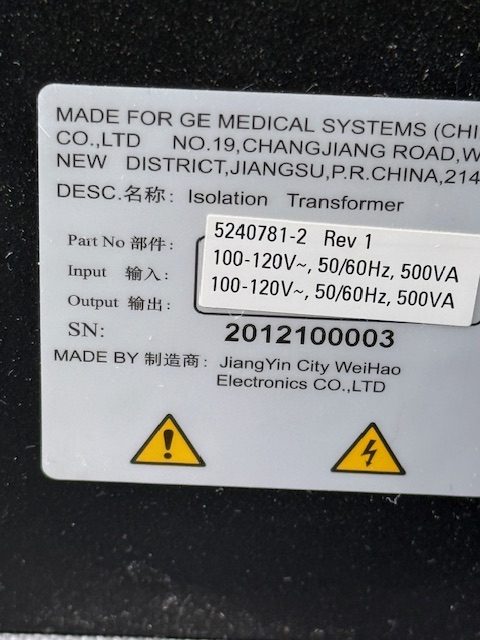 MADE FOR GE MEDICAL SYSTEMS (CHI
CO.,LTD NO.19,CHANGJIANG ROAD,W
NEW DISTRICT,JIANGSU,P.R.CHINA,214
DESC.名称: Isolation Transformer
Part No 部件: 5240781-2 Rev 1
Input 输入: 100-120V~, 50/60Hz, 500VA
Output 输出: 100-120V~, 50/60Hz, 500VA
SN: 2012100003
MADE BY 制造商: JiangYin City WeiHao
Electronics CO.,LTD